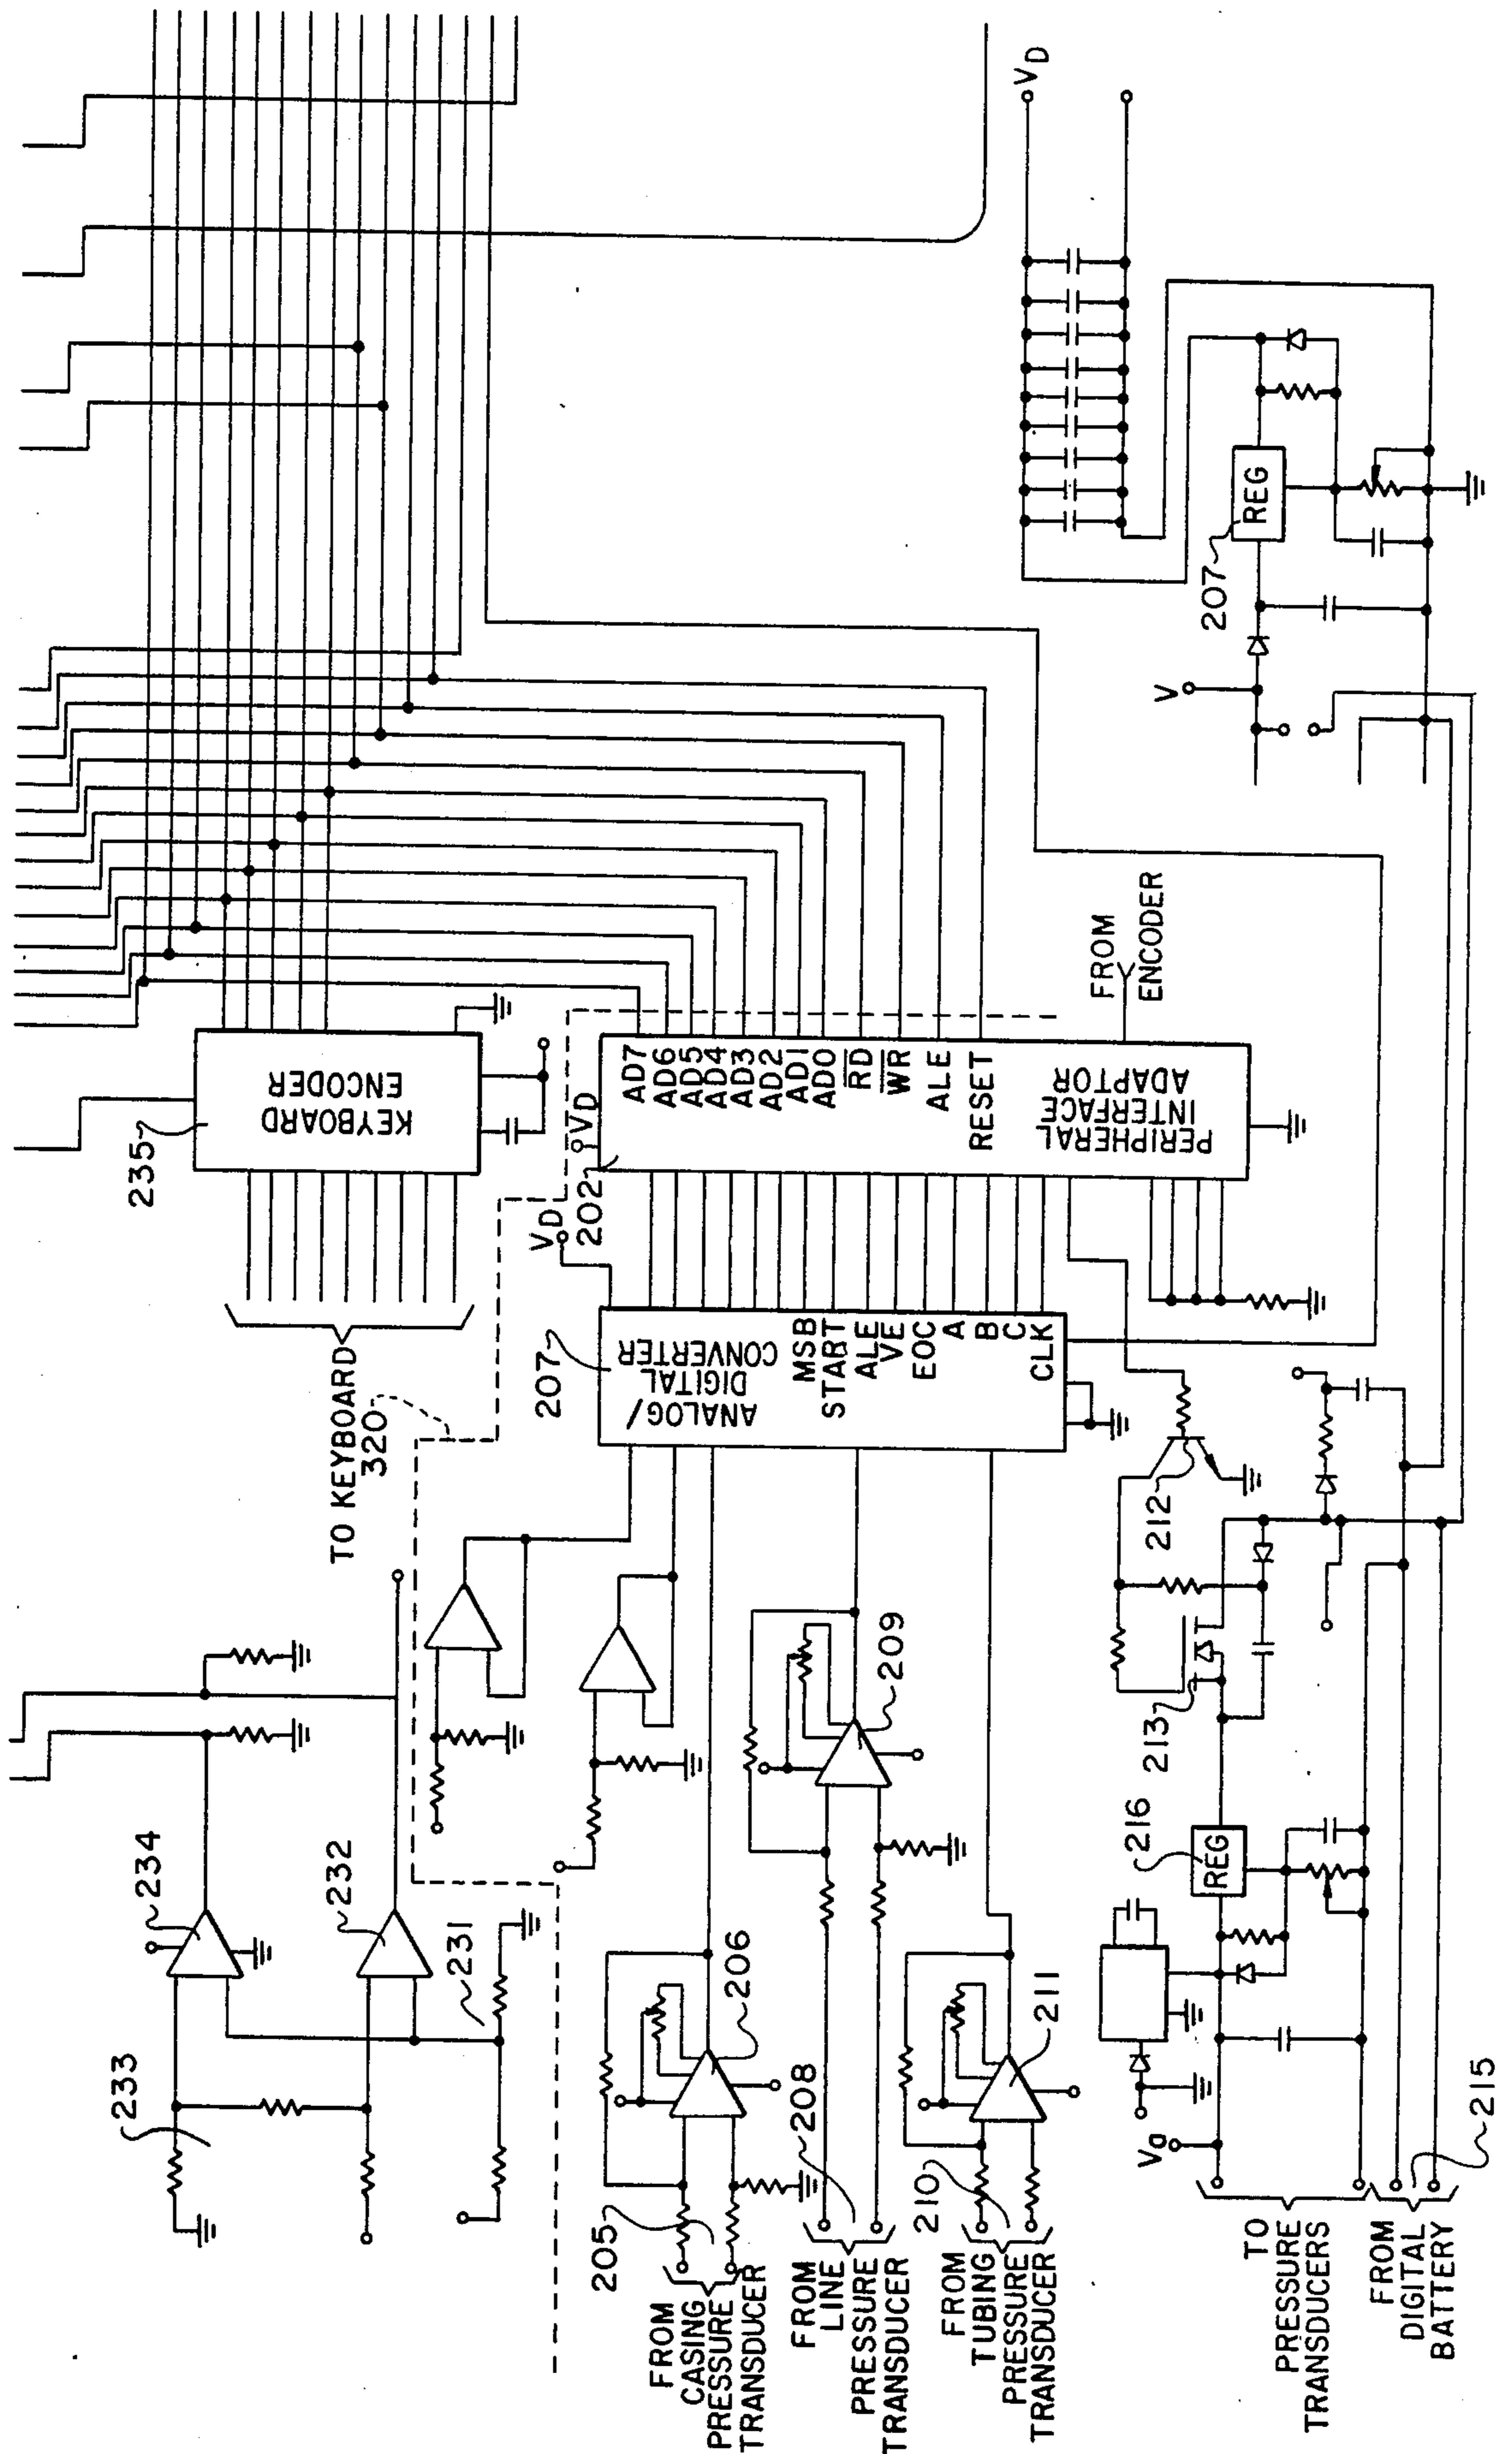 234
233
232
231
TO KEYBOARD
320
235
KEYBOARD
ENCODER
VD
VD
202
207
ANALOG/
DIGITAL
CONVERTER
MSB
START
ALE
VE
EOC
A
B
C
CLK
AD7
AD6
AD5
AD4
AD3
AD2
AD1
AD0
RD
WR
ALE
RESET
PERIPHERAL
INTERFACE
ADAPTOR
FROM
ENCODER
VD
207
REG
V
205
206
FROM
CASING
PRESSURE
TRANSDUCER
208
209
FROM
LINE
PRESSURE
TRANSDUCER
210
211
FROM
TUBING
PRESSURE
TRANSDUCER
212
213
216
REG
Va
TO
PRESSURE
TRANSDUCERS
FROM
DIGITAL
BATTERY
215